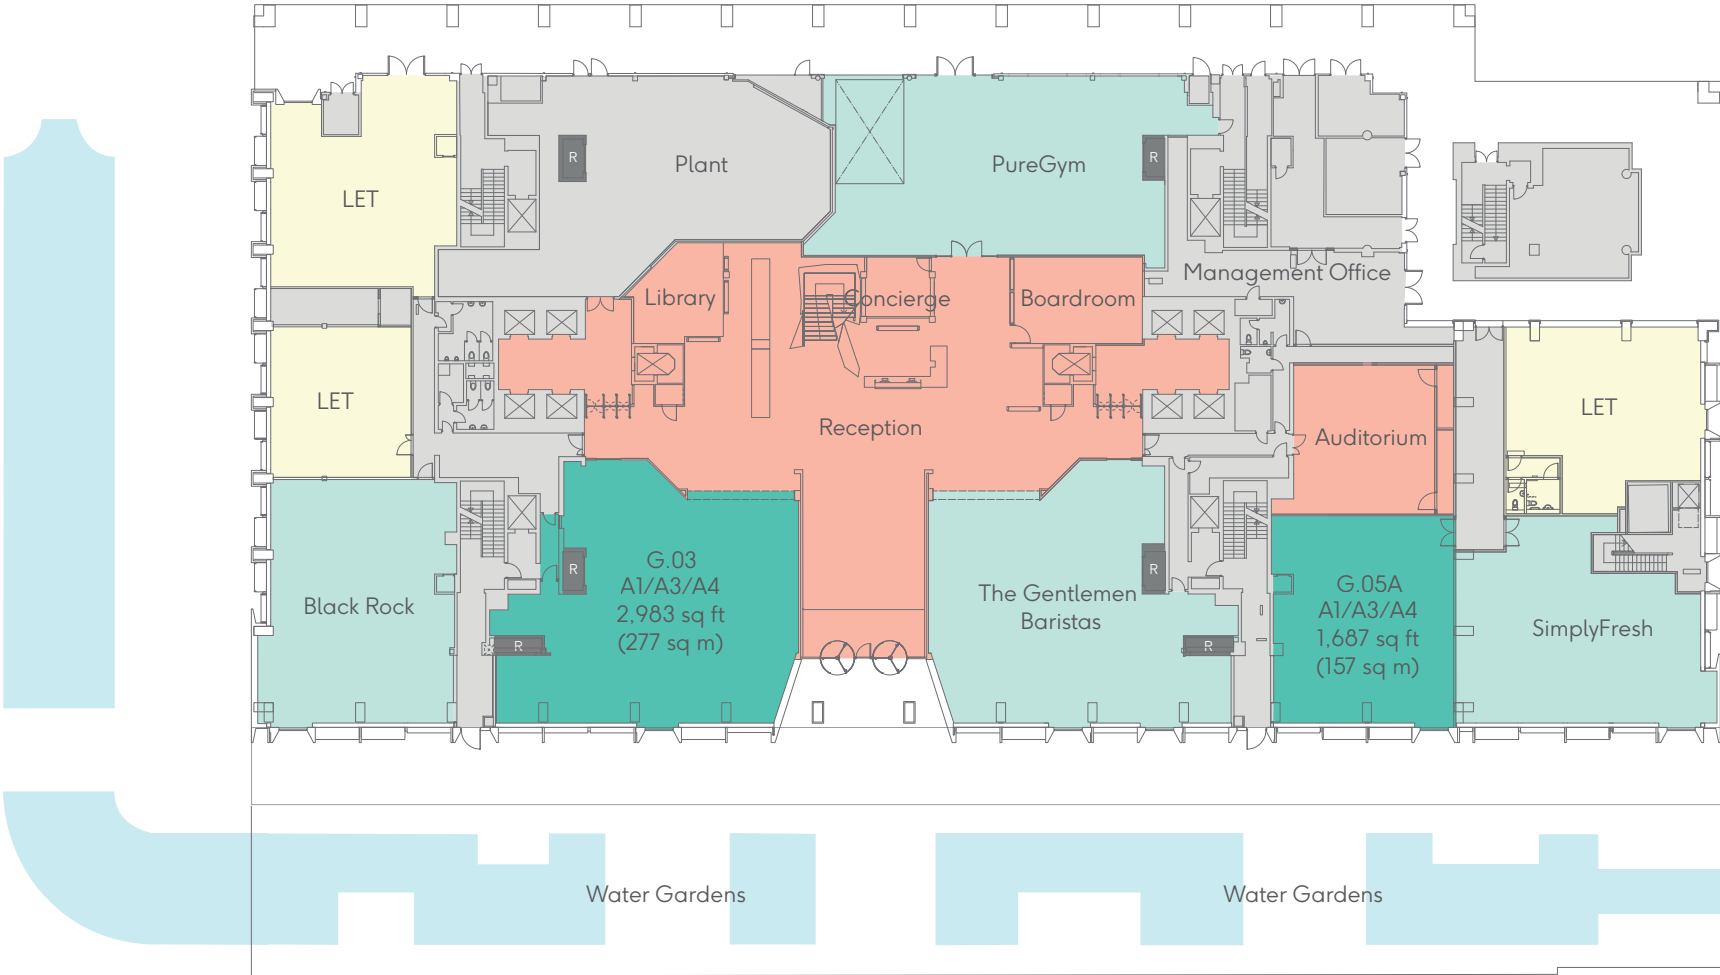 R
Plant
PureGym
R
LET
Management Office
Library
Concierge
Boardroom
LET
LET
Reception
Auditorium
G.03
A1/A3/A4
2,983 sq ft
(277 sq m)
R
R
Black Rock
The Gentlemen
Baristas
R
R
G.05A
A1/A3/A4
1,687 sq ft
(157 sq m)
SimplyFresh
Water Gardens
Water Gardens